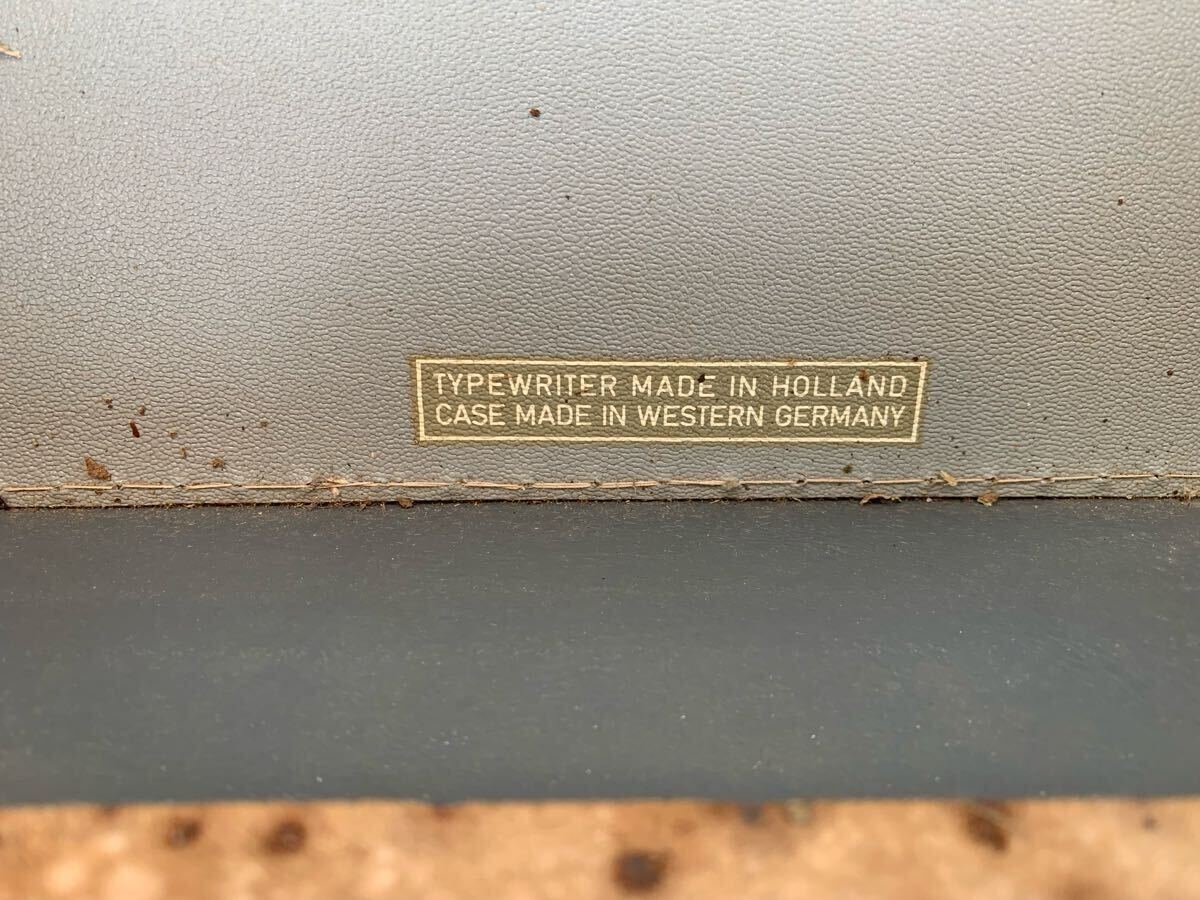 TYPEWRITER MADE IN HOLLAND
CASE MADE IN WESTERN GERMANY